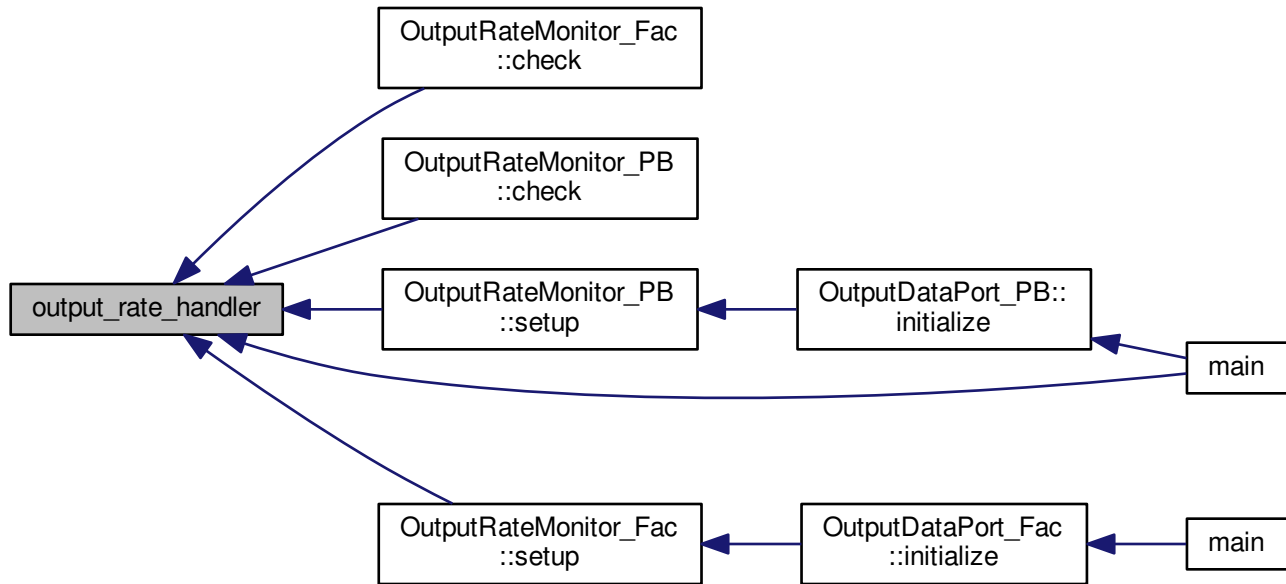 OutputRateMonitor_Fac
::check
OutputRateMonitor_PB
::check
output_rate_handler
OutputRateMonitor_PB
::setup
OutputDataPort_PB::
initialize
main
OutputRateMonitor_Fac
::setup
OutputDataPort_Fac
::initialize
main